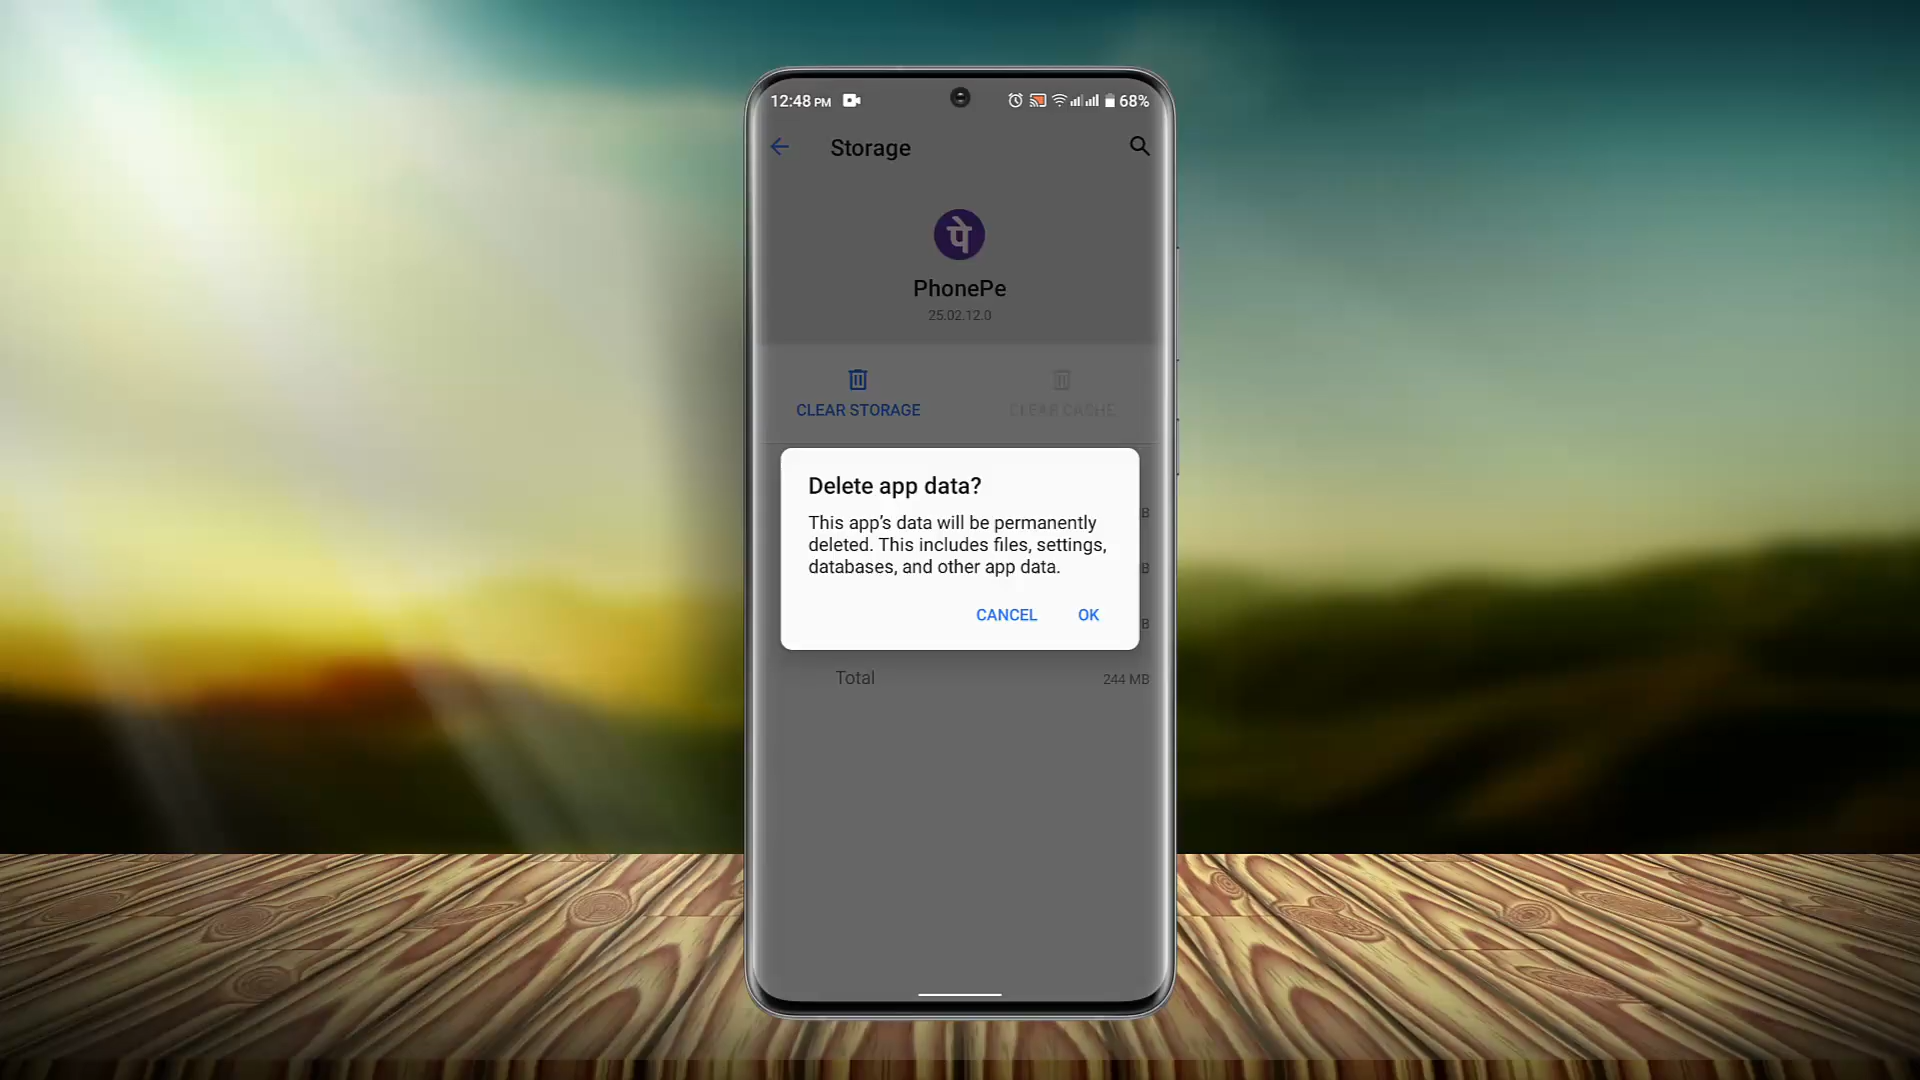 12:48 PM
68%
Storage
पे
PhonePe
25.02.12.0
CLEAR STORAGE
CLEAR CACHE
Delete app data?
This app's data will be permanently
deleted. This includes files, settings,
databases, and other app data.
CANCEL OK
B
B
B
Total 244 MB